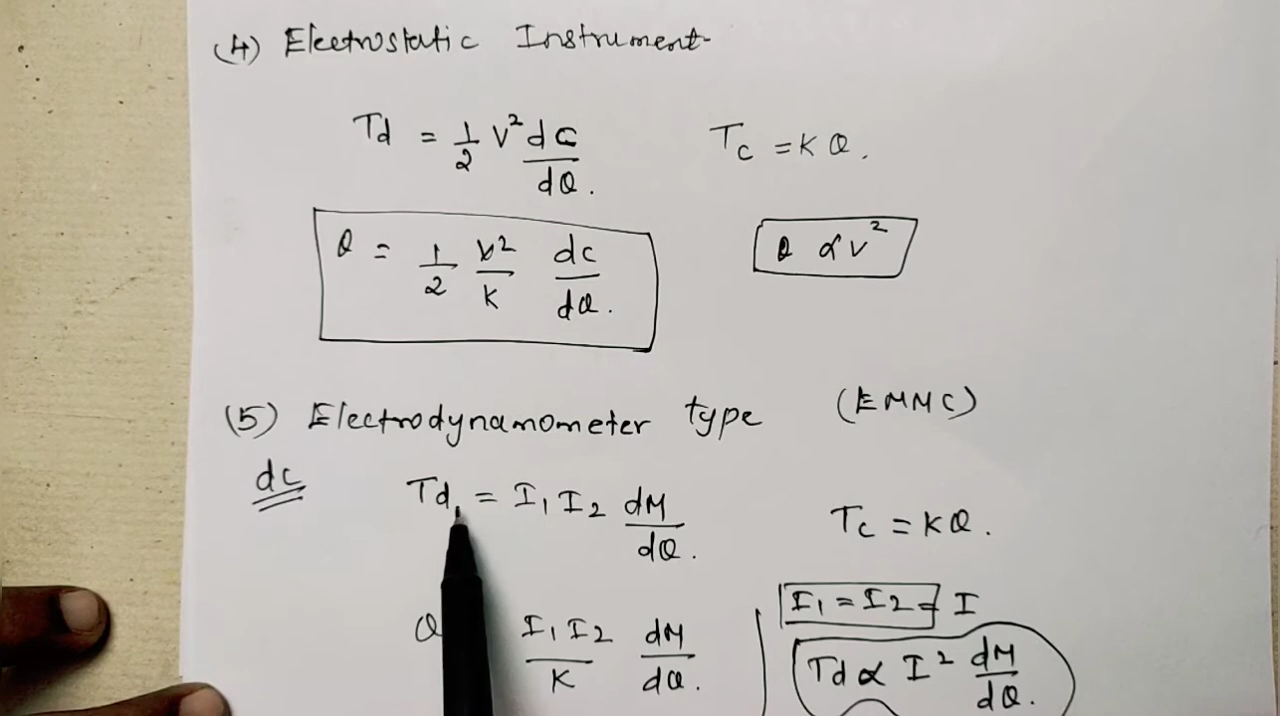 (4) Electrostatic Instrument
Td = 1/2 V² dC/dθ. Tc = Kθ.
θ = 1/2 V²/K dc/dθ. θ ∝ V²
(5) Electrodynamometer type (EMMC)
dc Td = I₁ I₂ dM/dθ. Tc = Kθ.
I₁ = I₂ = I
θ I₁ I₂/K dM/dθ. Td ∝ I² dM/dθ.